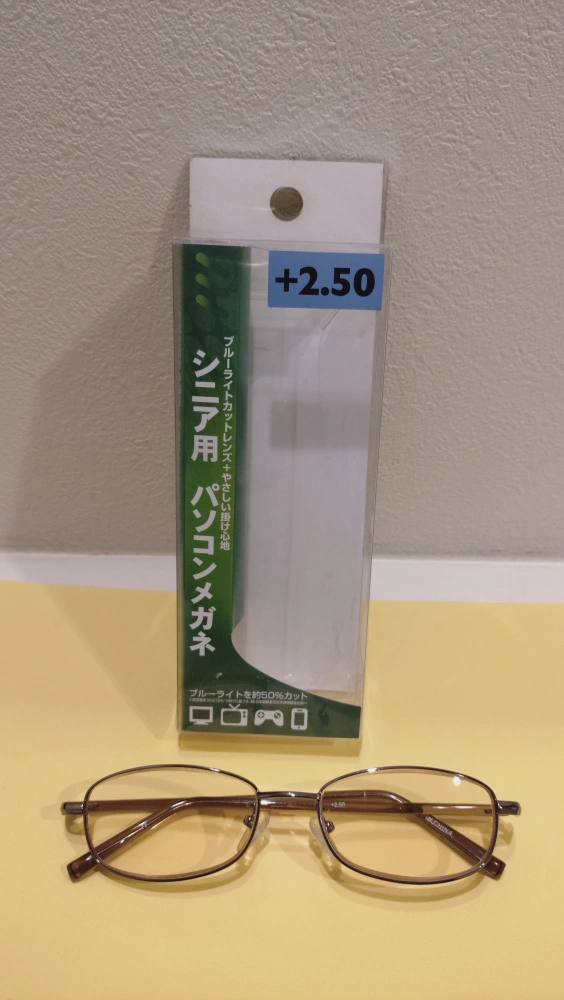 +2.50
ブルーライトカットレンズ+やさしい掛け心地
シニア用 パソコンメガネ
ブルーライトを約50%カット
+2.50
CHINA